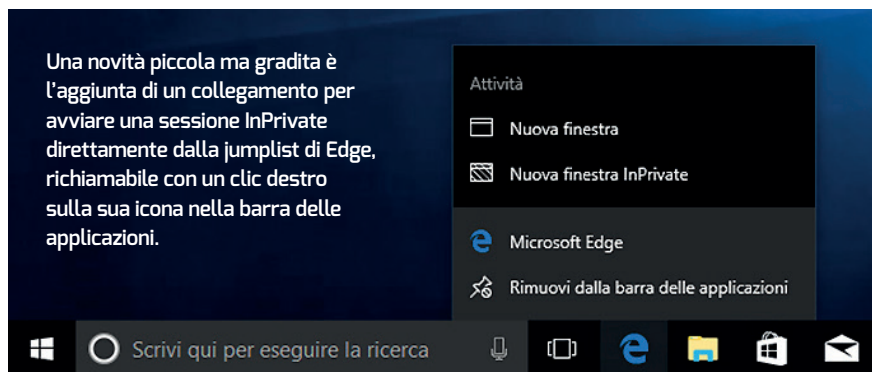 Una novità piccola ma gradita è
l'aggiunta di un collegamento per
avviare una sessione InPrivate
direttamente dalla jumplist di Edge,
richiamabile con un clic destro
sulla sua icona nella barra delle
applicazioni.
Attività
Nuova finestra
Nuova finestra InPrivate
Microsoft Edge
Rimuovi dalla barra delle applicazioni
Scrivi qui per eseguire la ricerca